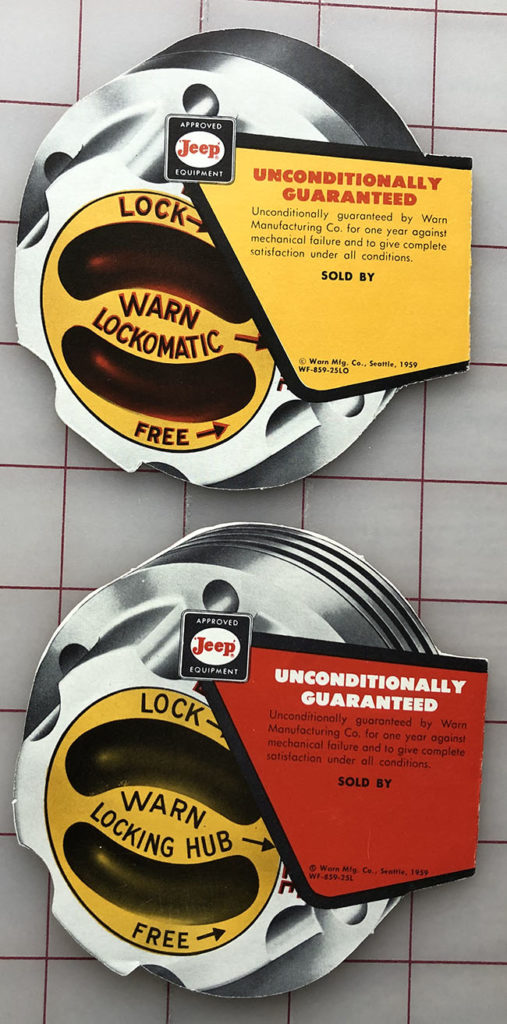 APPROVED
Jeep
EQUIPMENT
UNCONDITIONALLY
GUARANTEED
Unconditionally guaranteed by Warn
Manufacturing Co. for one year against
mechanical failure and to give complete
satisfaction under all conditions.
SOLD BY
© Warn Mfg. Co., Seattle, 1959
WF-859-25LO
LOCK
WARN
LOCKOMATIC
FREE
APPROVED
Jeep
EQUIPMENT
UNCONDITIONALLY
GUARANTEED
Unconditionally guaranteed by Warn
Manufacturing Co. for one year against
mechanical failure and to give complete
satisfaction under all conditions.
SOLD BY
© Warn Mfg. Co., Seattle, 1959
WF-859-25L
LOCK
WARN
LOCKING HUB
FREE